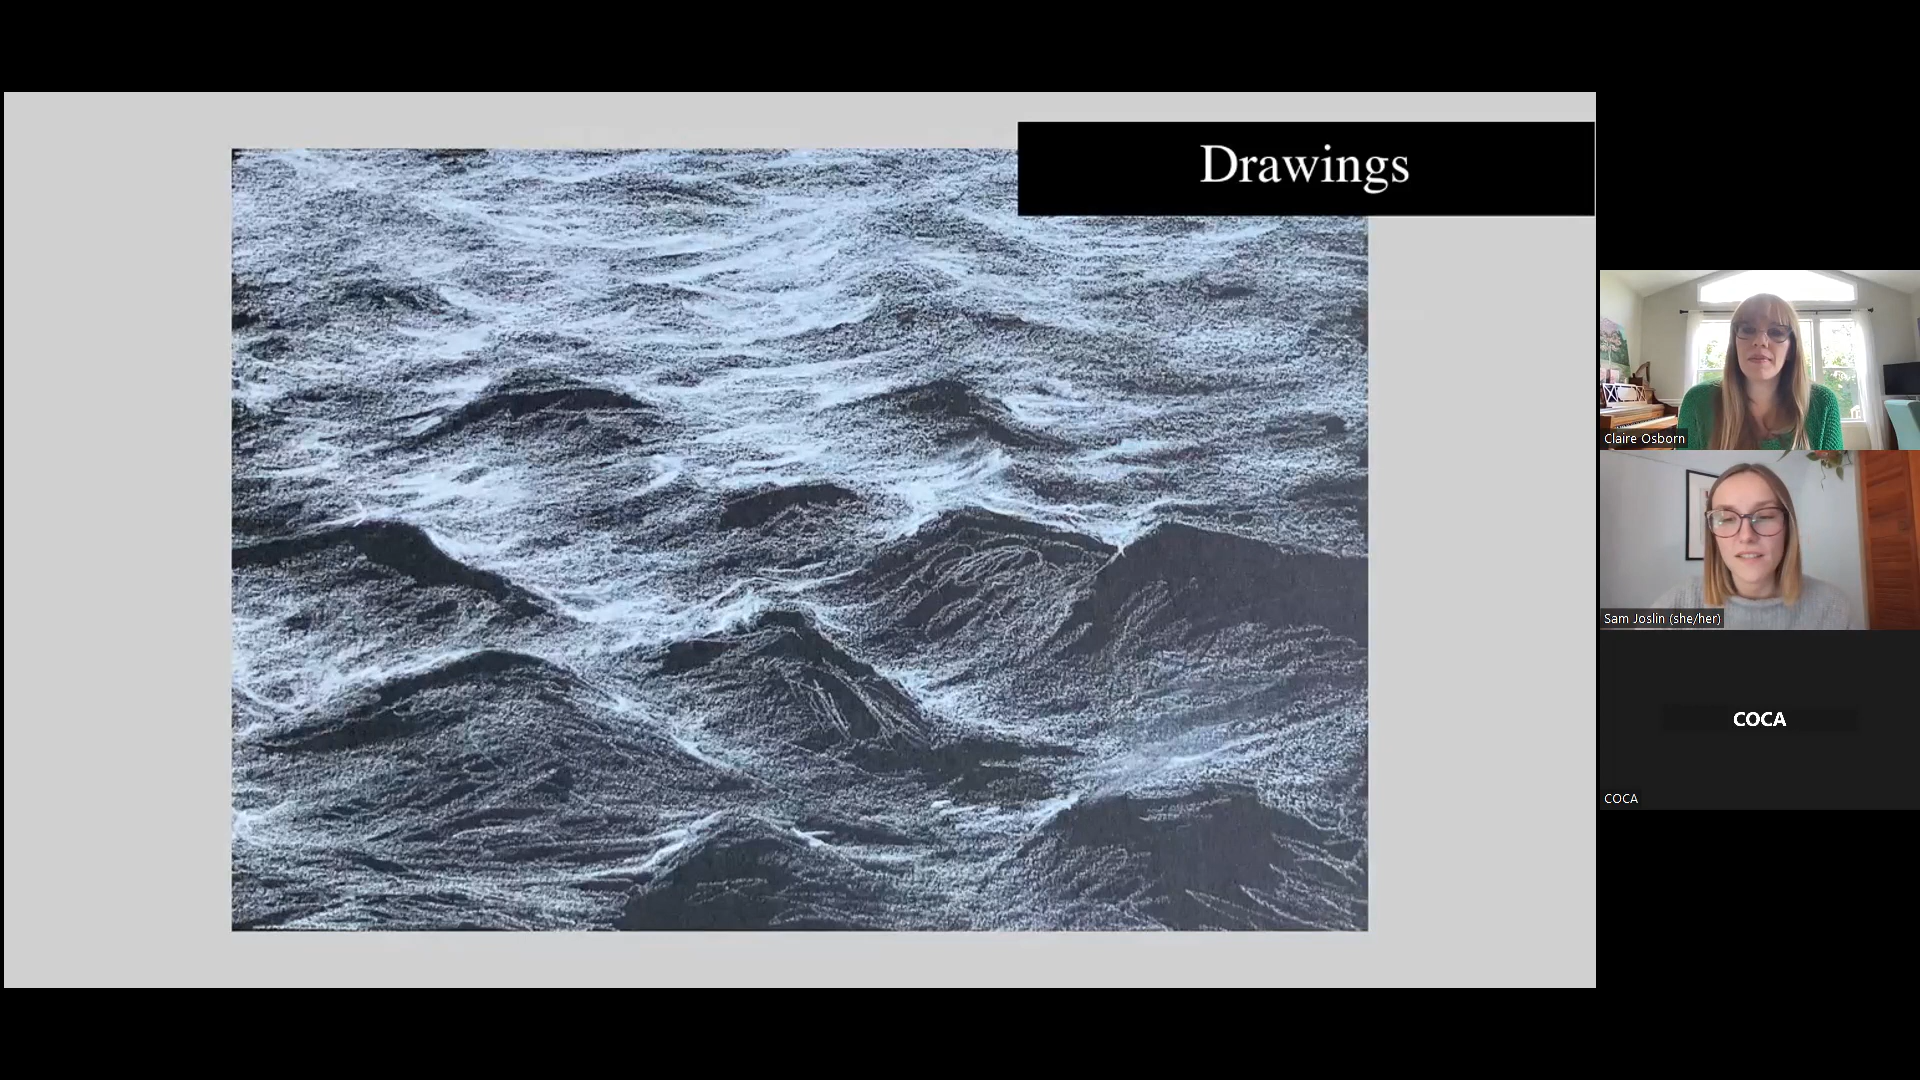 Drawings
Claire Osborn
Sam Joslin (she/her)
COCA
COCA